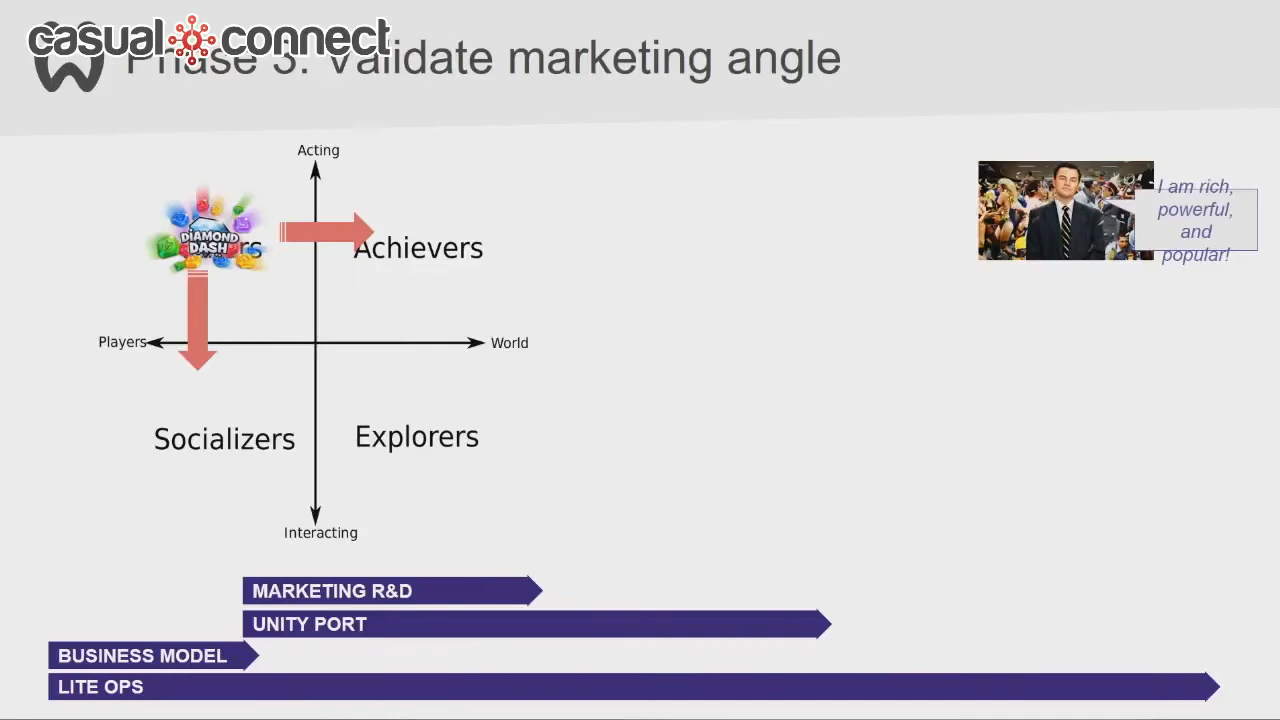 casual connect
Phase 3: Validate marketing angle
Acting
DIAMOND
DASH
Achievers
I am rich,
powerful,
and
popular!
Players
World
Socializers
Explorers
Interacting
MARKETING R&D
UNITY PORT
BUSINESS MODEL
LITE OPS